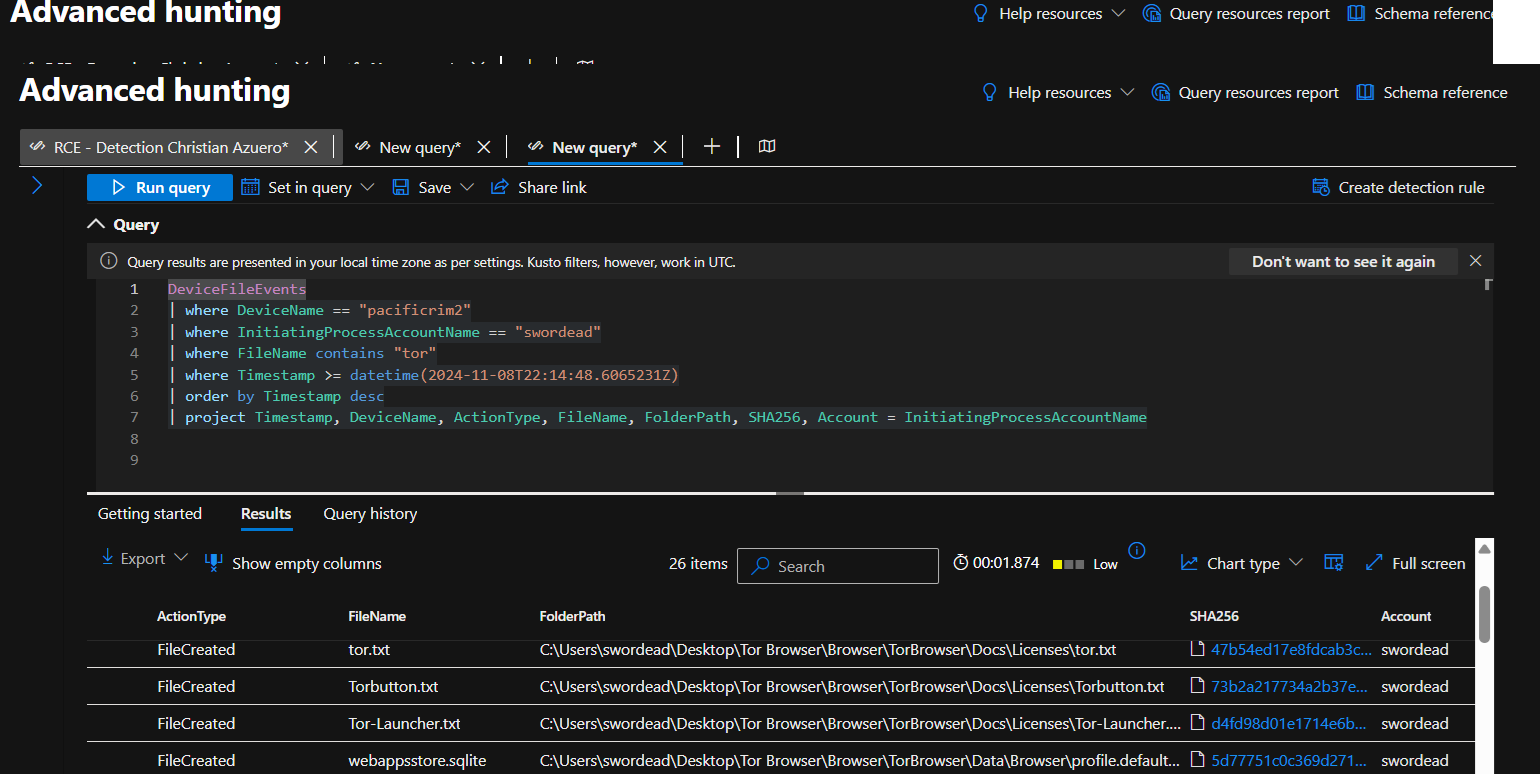 Advanced hunting
Help resources Query resources report Schema reference
Advanced hunting
Help resources Query resources report Schema reference
RCE - Detection Christian Azuero* New query* New query*
Run query Set in query Save Share link Create detection rule
Query
Query results are presented in your local time zone as per settings. Kusto filters, however, work in UTC. Don't want to see it again
1 DeviceFileEvents
2 | where DeviceName == "pacificrim2"
3 | where InitiatingProcessAccountName == "swordead"
4 | where FileName contains "tor"
5 | where Timestamp >= datetime(2024-11-08T22:14:48.6065231Z)
6 | order by Timestamp desc
7 | project Timestamp, DeviceName, ActionType, FileName, FolderPath, SHA256, Account = InitiatingProcessAccountName
8
9
Getting started Results Query history
Export Show empty columns 26 items Search 00:01.874 Low Chart type Full screen
ActionType FileName FolderPath SHA256 Account
FileCreated tor.txt C:\Users\swordead\Desktop\Tor Browser\Browser\TorBrowser\Docs\Licenses\tor.txt 47b54ed17e8fdcab3c... swordead
FileCreated Torbutton.txt C:\Users\swordead\Desktop\Tor Browser\Browser\TorBrowser\Docs\Licenses\Torbutton.txt 73b2a217734a2b37e... swordead
FileCreated Tor-Launcher.txt C:\Users\swordead\Desktop\Tor Browser\Browser\TorBrowser\Docs\Licenses\Tor-Launcher.... d4fd98d01e1714e6b... swordead
FileCreated webappsstore.sqlite C:\Users\swordead\Desktop\Tor Browser\Browser\TorBrowser\Data\Browser\profile.default... 5d77751c0c369d271... swordead